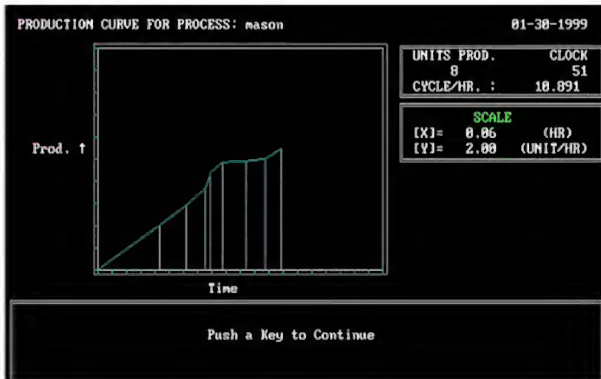 PRODUCTION CURVE FOR PROCESS: mason 01-30-1999
UNITS PROD. CLOCK
8 51
CYCLE/HR. : 10.891
SCALE
[X]= 0.06 (HR)
[Y]= 2.00 (UNIT/HR)
Prod. ↑
Time
Push a Key to Continue